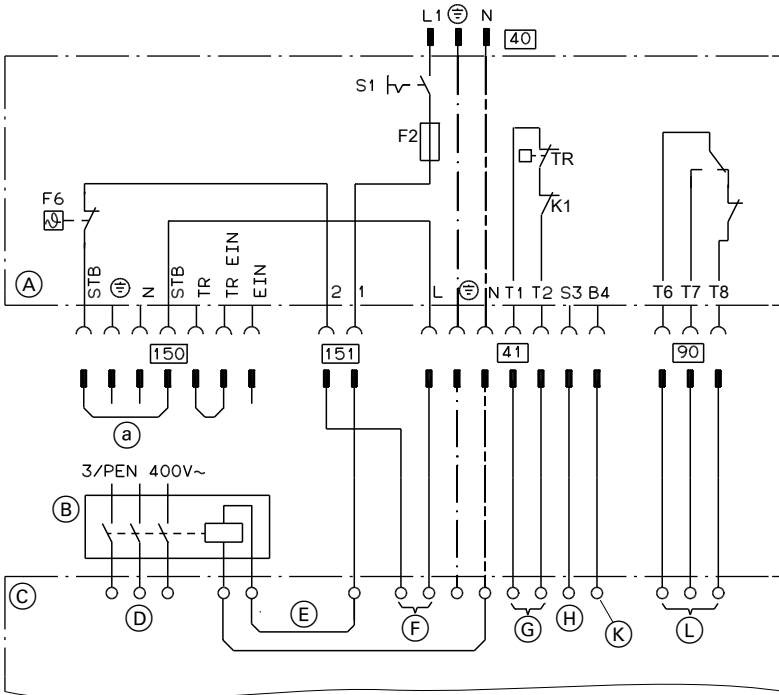 L1 ⏚ N 40
S1
F2
TR
F6
K1
A
STB ⏚ N STB TR TR EIN EIN 2 1 L ⏚ N T1 T2 S3 B4 T6 T7 T8
150 151 41 90
a
3/PEN 400V~
B
C
D E F G H K L